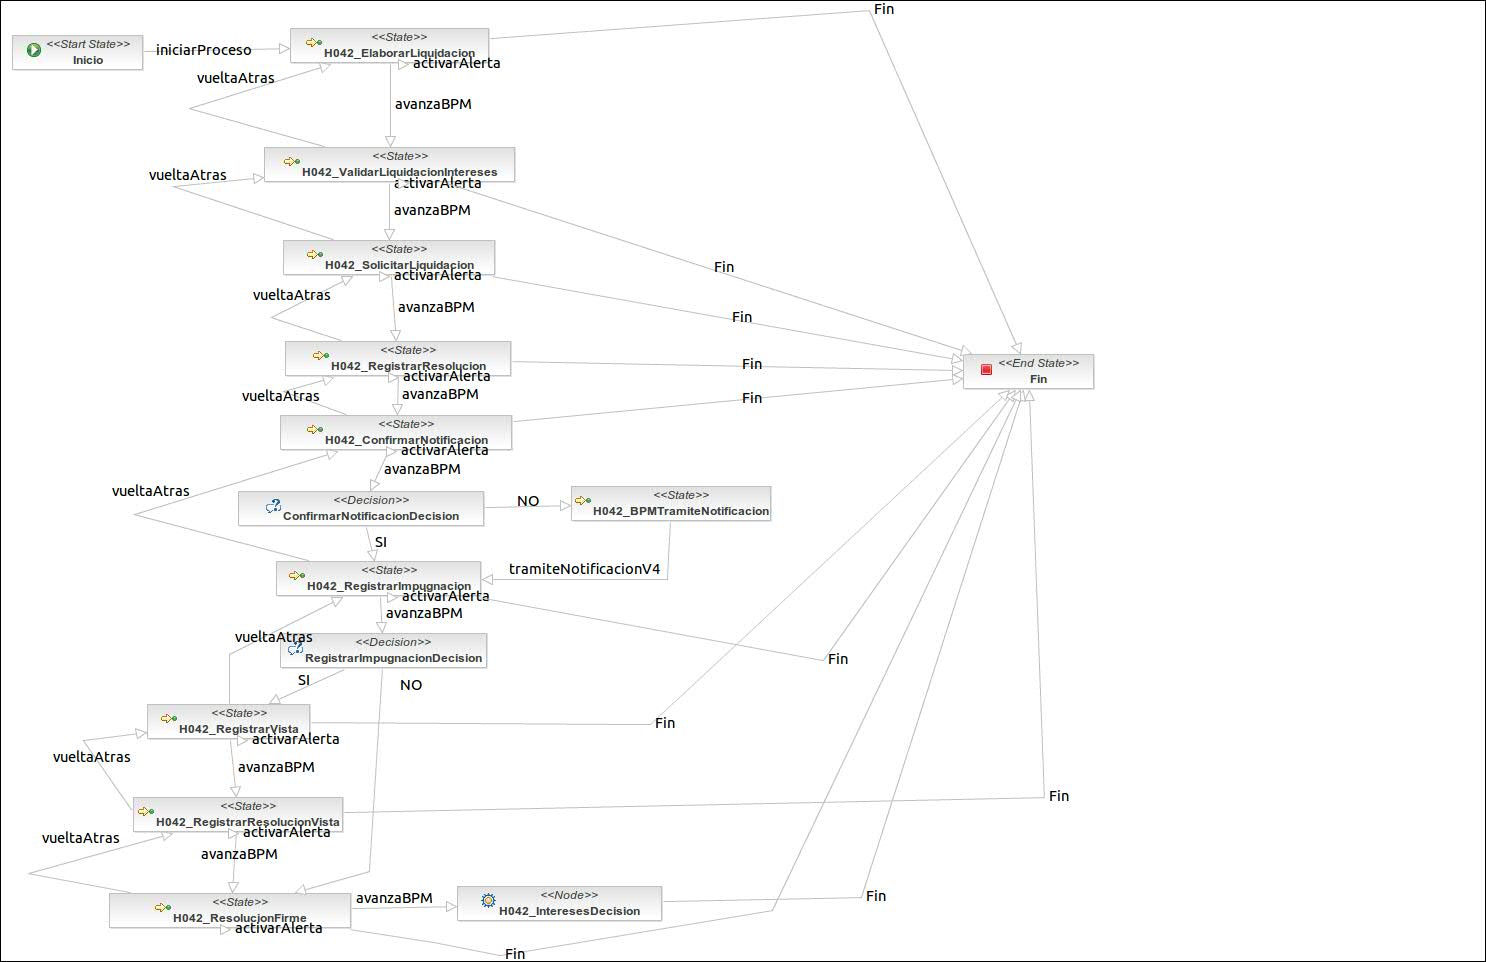 Fin
<<Start State>>
Inicio
iniciarProceso
<<State>>
H042_ElaborarLiquidacion
activarAlerta
vueltaAtras
avanzaBPM
<<State>>
H042_ValidarLiquidacionIntereses
activarAlerta
vueltaAtras
avanzaBPM
<<State>>
H042_SolicitarLiquidacion
activarAlerta
Fin
vueltaAtras
avanzaBPM
Fin
<<State>>
H042_RegistrarResolucion
activarAlerta
Fin
<<End State>>
Fin
vueltaAtras
avanzaBPM
Fin
<<State>>
H042_ConfirmarNotificacion
activarAlerta
avanzaBPM
vueltaAtras
<<Decision>>
ConfirmarNotificacionDecision
NO
<<State>>
H042_BPMTramiteNotificacion
SI
tramiteNotificacionV4
<<State>>
H042_RegistrarImpugnacion
activarAlerta
avanzaBPM
vueltaAtras
<<Decision>>
RegistrarImpugnacionDecision
Fin
SI
NO
<<State>>
H042_RegistrarVista
activarAlerta
Fin
vueltaAtras
avanzaBPM
<<State>>
H042_RegistrarResolucionVista
activarAlerta
Fin
vueltaAtras
avanzaBPM
<<State>>
H042_ResolucionFirme
activarAlerta
avanzaBPM
<<Node>>
H042_InteresesDecision
Fin
Fin